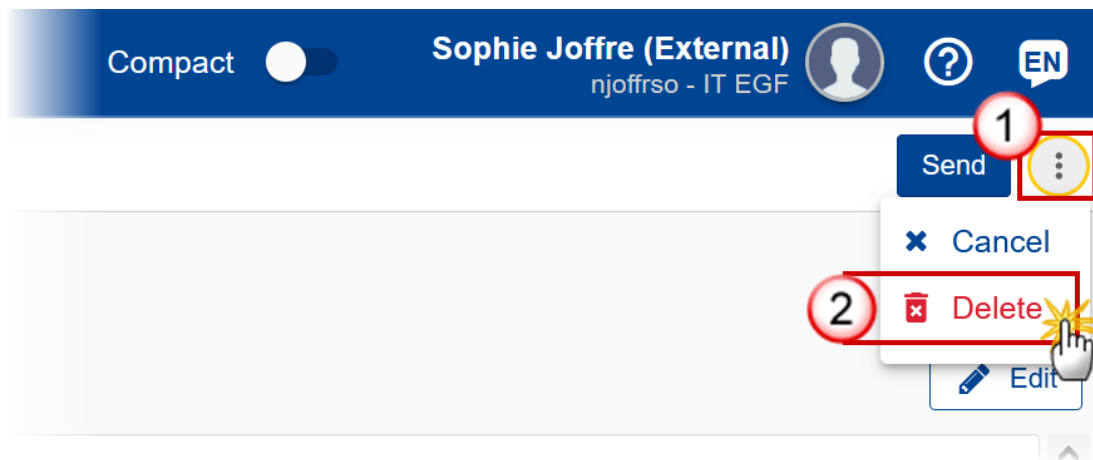 Compact
Sophie Joffre (External)
njoffrso - IT EGF
?
EN
1
Send
Cancel
2
Delete
Edit